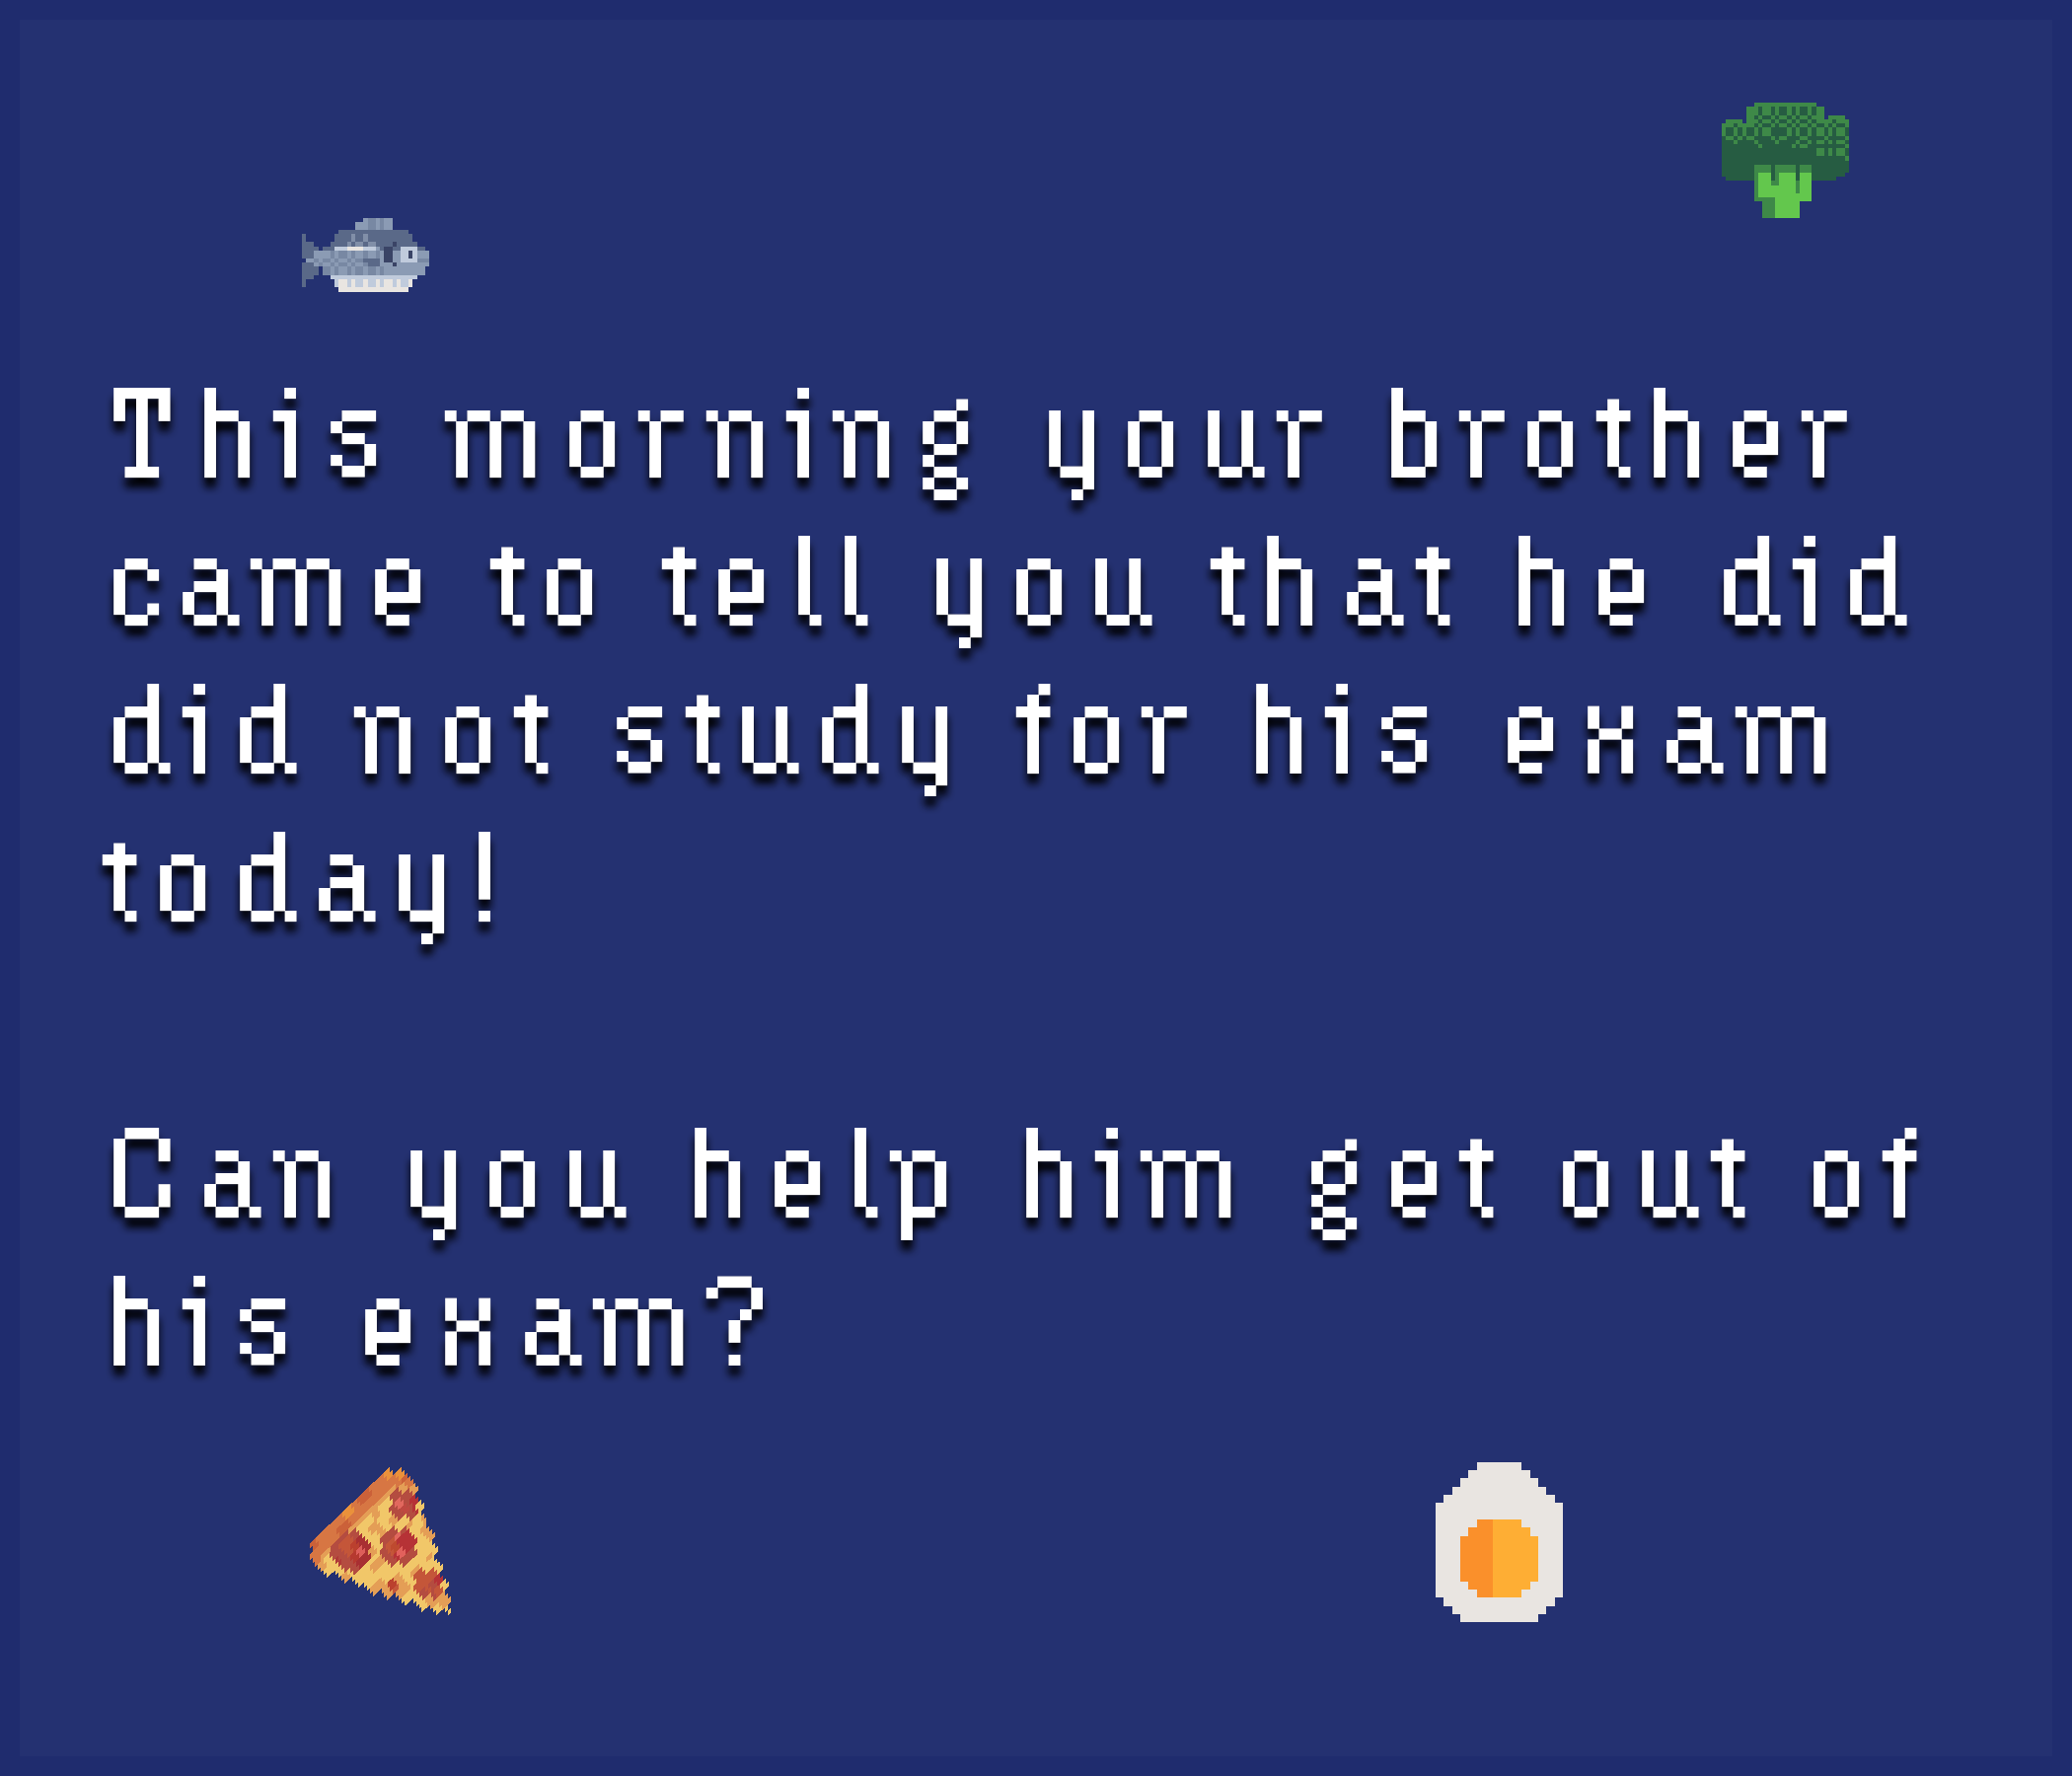 This morning your brother
came to tell you that he did
did not study for his exam
today!
Can you help him get out of
his exam?